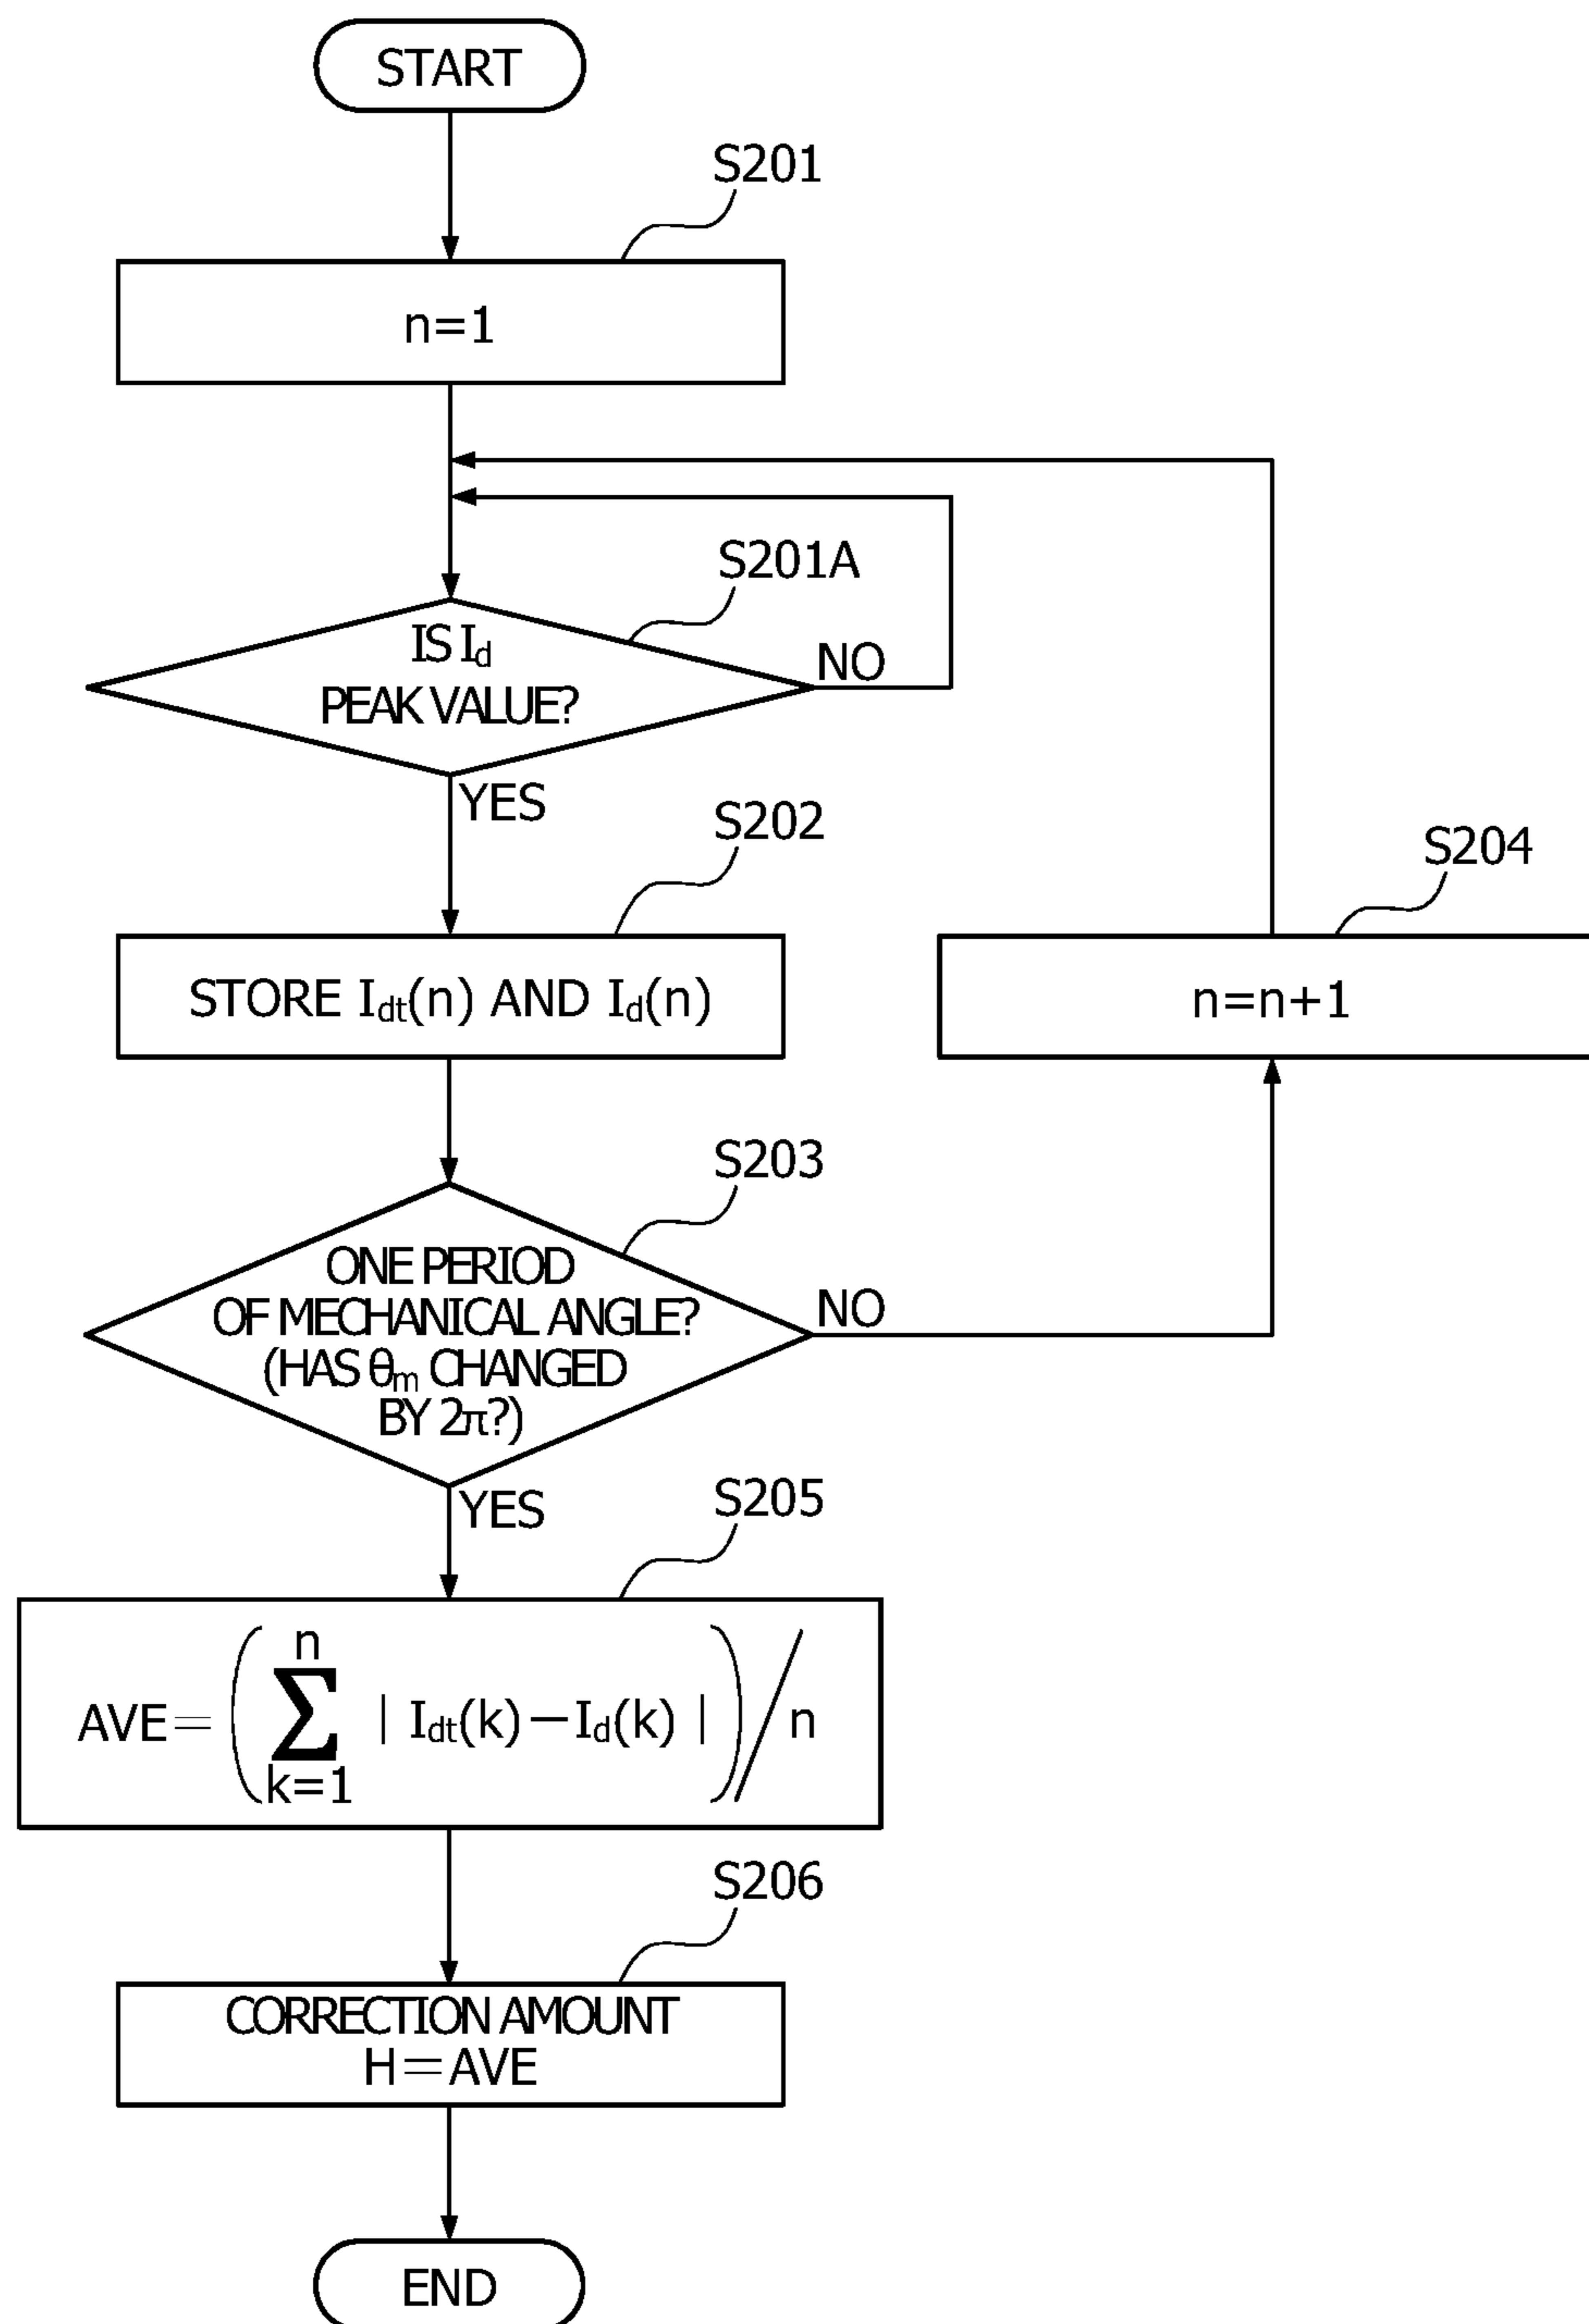 START
S201
n=1
S201A
IS Id
PEAK VALUE?
NO
YES
S202
STORE Idt(n) AND Id(n)
S204
n=n+1
S203
ONE PERIOD
OF MECHANICAL ANGLE?
(HAS θm CHANGED
BY 2π?)
NO
YES
S205
AVE=(∑ k=1 n | Idt(k)−Id(k) |)/n
S206
CORRECTION AMOUNT
H=AVE
END